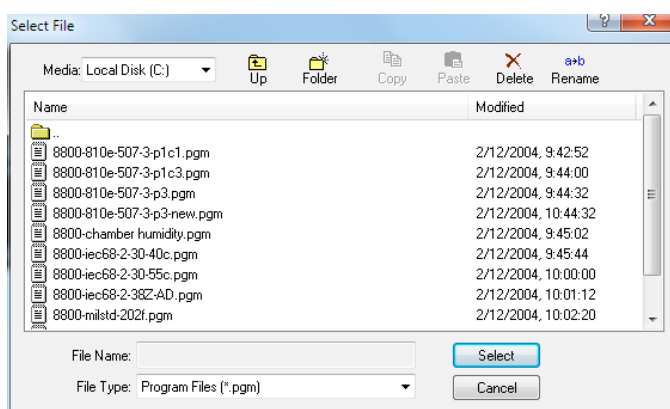 Select File
Media: Local Disk (C:) Up Folder Copy Paste Delete a→b Rename
Name Modified
..
8800-810e-507-3-p1c1.pgm 2/12/2004, 9:42:52
8800-810e-507-3-p1c3.pgm 2/12/2004, 9:44:00
8800-810e-507-3-p3.pgm 2/12/2004, 9:44:32
8800-810e-507-3-p3-new.pgm 2/12/2004, 10:44:32
8800-chamber humidity.pgm 2/12/2004, 9:45:02
8800-iec68-2-30-40c.pgm 2/12/2004, 9:45:44
8800-iec68-2-30-55c.pgm 2/12/2004, 10:00:00
8800-iec68-2-38Z-AD.pgm 2/12/2004, 10:01:12
8800-milstd-202f.pgm 2/12/2004, 10:02:20
File Name: Select
File Type: Program Files (*.pgm) Cancel